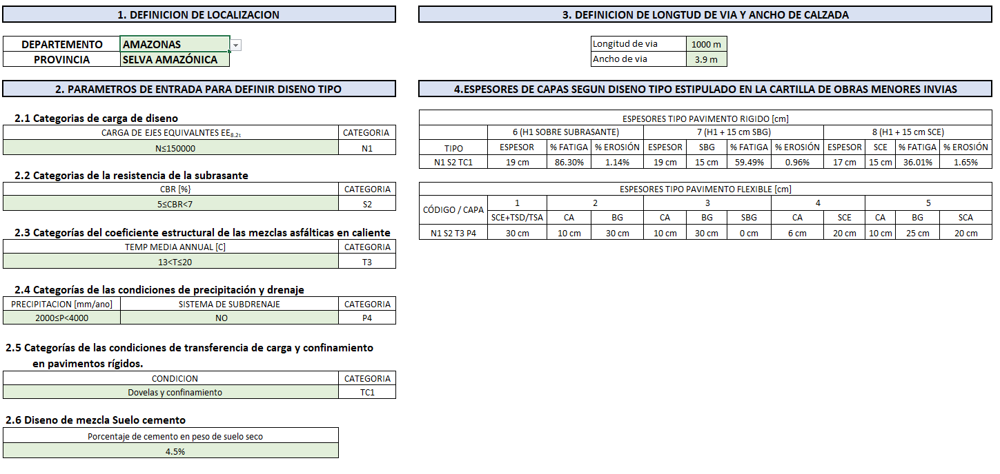 1. DEFINICION DE LOCALIZACION
DEPARTEMENTO AMAZONAS
PROVINCIA SELVA AMAZÓNICA
2. PARAMETROS DE ENTRADA PARA DEFINIR DISENO TIPO
2.1 Categorias de carga de diseno
CARGA DE EJES EQUIVALNTES EE8.2t CATEGORIA
N≤150000 N1
2.2 Categorias de la resistencia de la subrasante
CBR [%} CATEGORIA
5≤CBR<7 S2
2.3 Categorías del coeficiente estructural de las mezclas asfálticas en caliente
TEMP MEDIA ANNUAL [C] CATEGORIA
13<T≤20 T3
2.4 Categorías de las condiciones de precipitación y drenaje
PRECIPITACION [mm/ano] SISTEMA DE SUBDRENAJE CATEGORIA
2000≤P<4000 NO P4
2.5 Categorías de las condiciones de transferencia de carga y confinamiento
en pavimentos rígidos.
CONDICION CATEGORIA
Dovelas y confinamiento TC1
2.6 Diseno de mezcla Suelo cemento
Porcentaje de cemento en peso de suelo seco
4.5%
3. DEFINICION DE LONGTUD DE VIA Y ANCHO DE CALZADA
Longitud de via 1000 m
Ancho de via 3.9 m
4.ESPESORES DE CAPAS SEGUN DISENO TIPO ESTIPULADO EN LA CARTILLA DE OBRAS MENORES INVIAS
ESPESORES TIPO PAVIMENTO RIGIDO [cm]
6 (H1 SOBRE SUBRASANTE) 7 (H1 + 15 cm SBG) 8 (H1 + 15 cm SCE)
TIPO ESPESOR % FATIGA % EROSIÓN ESPESOR SBG % FATIGA % EROSIÓN ESPESOR SCE % FATIGA % EROSIÓN
N1 S2 TC1 19 cm 86.30% 1.14% 19 cm 15 cm 59.49% 0.96% 17 cm 15 cm 36.01% 1.65%
ESPESORES TIPO PAVIMENTO FLEXIBLE [cm]
CÓDIGO / CAPA 1 2 3 4 5
SCE+TSD/TSA CA BG CA BG SBG CA SCE CA BG SCA
N1 S2 T3 P4 30 cm 10 cm 30 cm 10 cm 30 cm 0 cm 6 cm 20 cm 10 cm 25 cm 20 cm